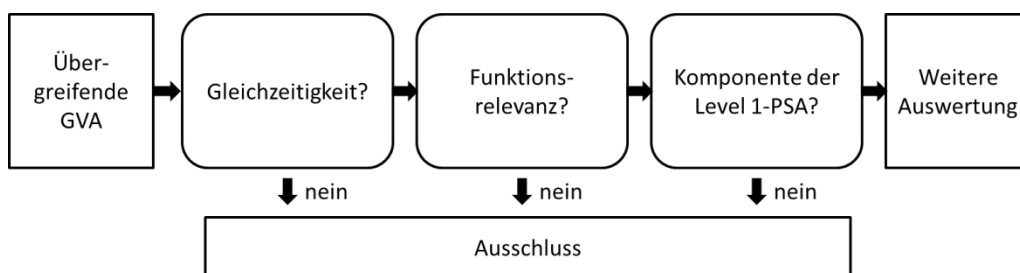 Über-
greifende
GVA
Gleichzeitigkeit?
Funktions-
relevanz?
Komponente der
Level 1-PSA?
Weitere
Auswertung
nein
nein
nein
Ausschluss